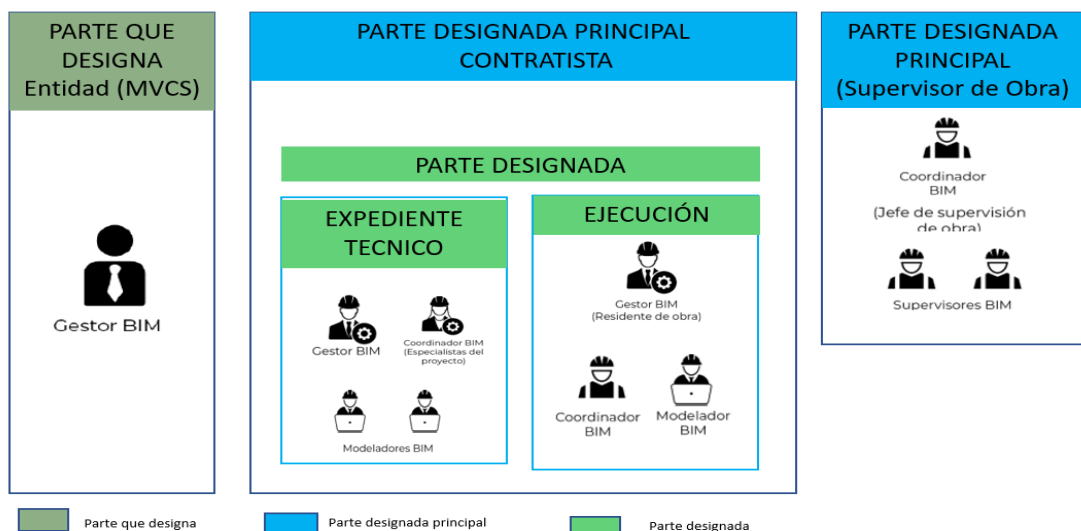 PARTE QUE
DESIGNA
Entidad (MVCS)
Gestor BIM
PARTE DESIGNADA PRINCIPAL
CONTRATISTA
PARTE DESIGNADA
EXPEDIENTE
TECNICO
Gestor BIM
Coordinador BIM
(Especialistas del
proyecto)
Modeladores BIM
EJECUCIÓN
Gestor BIM
(Residente de obra)
Coordinador
BIM
Modelador
BIM
PARTE DESIGNADA
PRINCIPAL
(Supervisor de Obra)
Coordinador
BIM
(Jefe de supervisión
de obra)
Supervisores BIM
Parte que designa
Parte designada principal
Parte designada